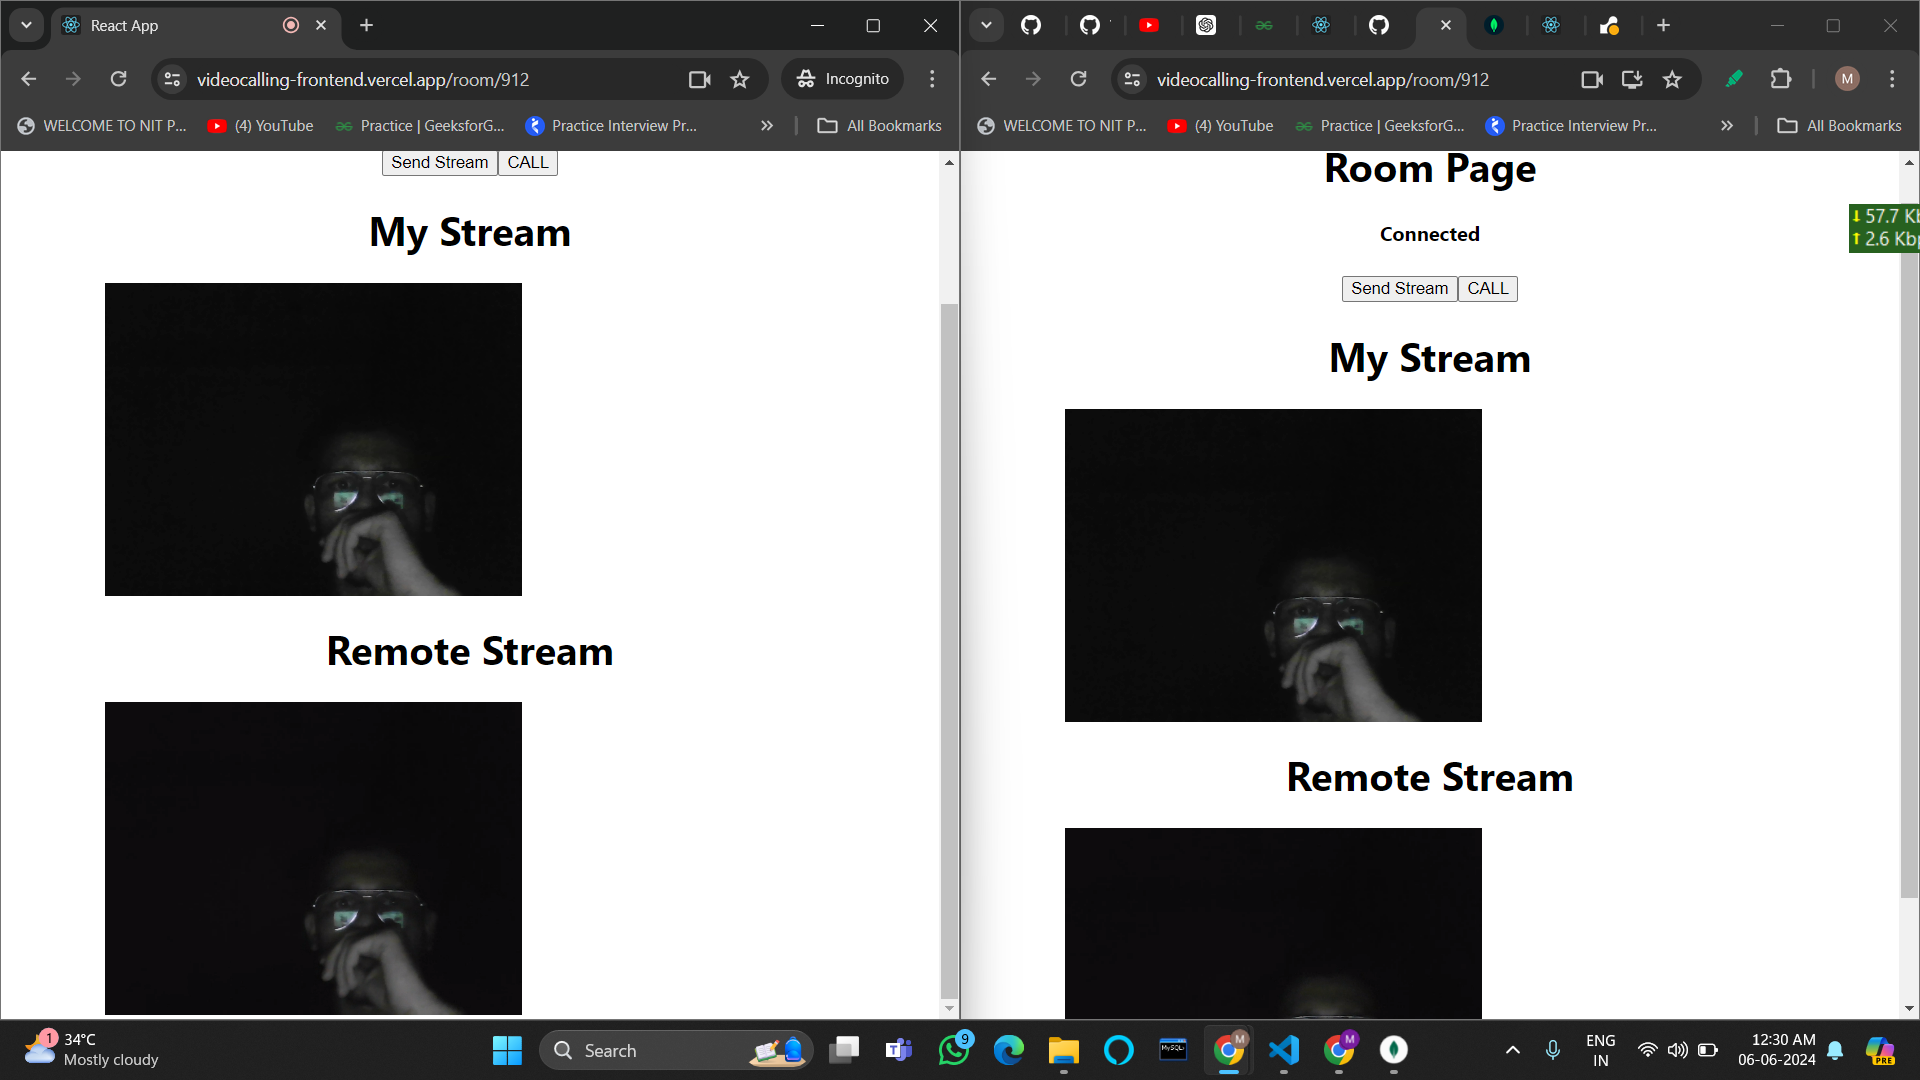 React App
videocalling-frontend.vercel.app/room/912
Incognito
WELCOME TO NIT P...
(4) YouTube
Practice | GeeksforG...
Practice Interview Pr...
All Bookmarks
Send Stream
CALL
My Stream
Remote Stream
videocalling-frontend.vercel.app/room/912
M
WELCOME TO NIT P...
(4) YouTube
Practice | GeeksforG...
Practice Interview Pr...
All Bookmarks
Room Page
57.7 Kb
2.6 Kbp
Connected
Send Stream
CALL
My Stream
Remote Stream
1
34°C
Mostly cloudy
Search
9
MySQL
M
M
ENG
IN
12:30 AM
06-06-2024
PRE